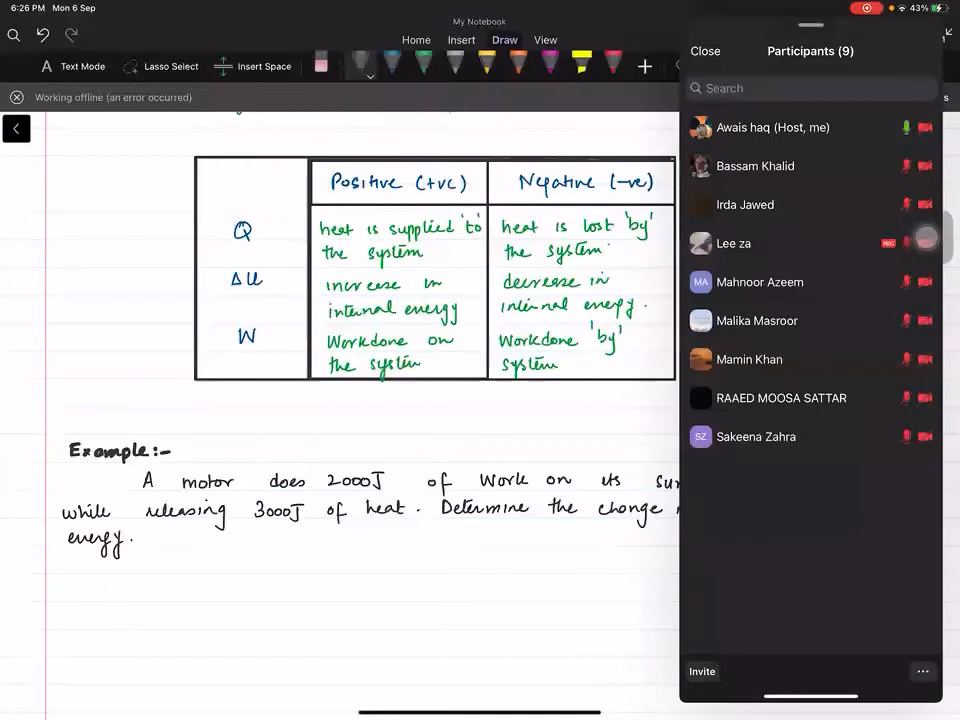 6:26 PM Mon 6 Sep
43%
My Notebook
Home Insert Draw View
A Text Mode Lasso Select Insert Space
Working offline (an error occurred)
Positive (+ve) Negative (-ve)
Q heat is supplied 'to' the system heat is lost 'by' the system
ΔU increase in internal energy decrease in internal energy.
W Workdone on the system Workdone 'by' system
Example:-
A motor does 2000J of work on its
while releasing 3000J of heat. Determine the change
energy.
Close Participants (9)
Search
Awais haq (Host, me)
Bassam Khalid
Irda Jawed
Lee za
REC
MA Mahnoor Azeem
Malika Masroor
Mamin Khan
RAAED MOOSA SATTAR
SZ Sakeena Zahra
Invite